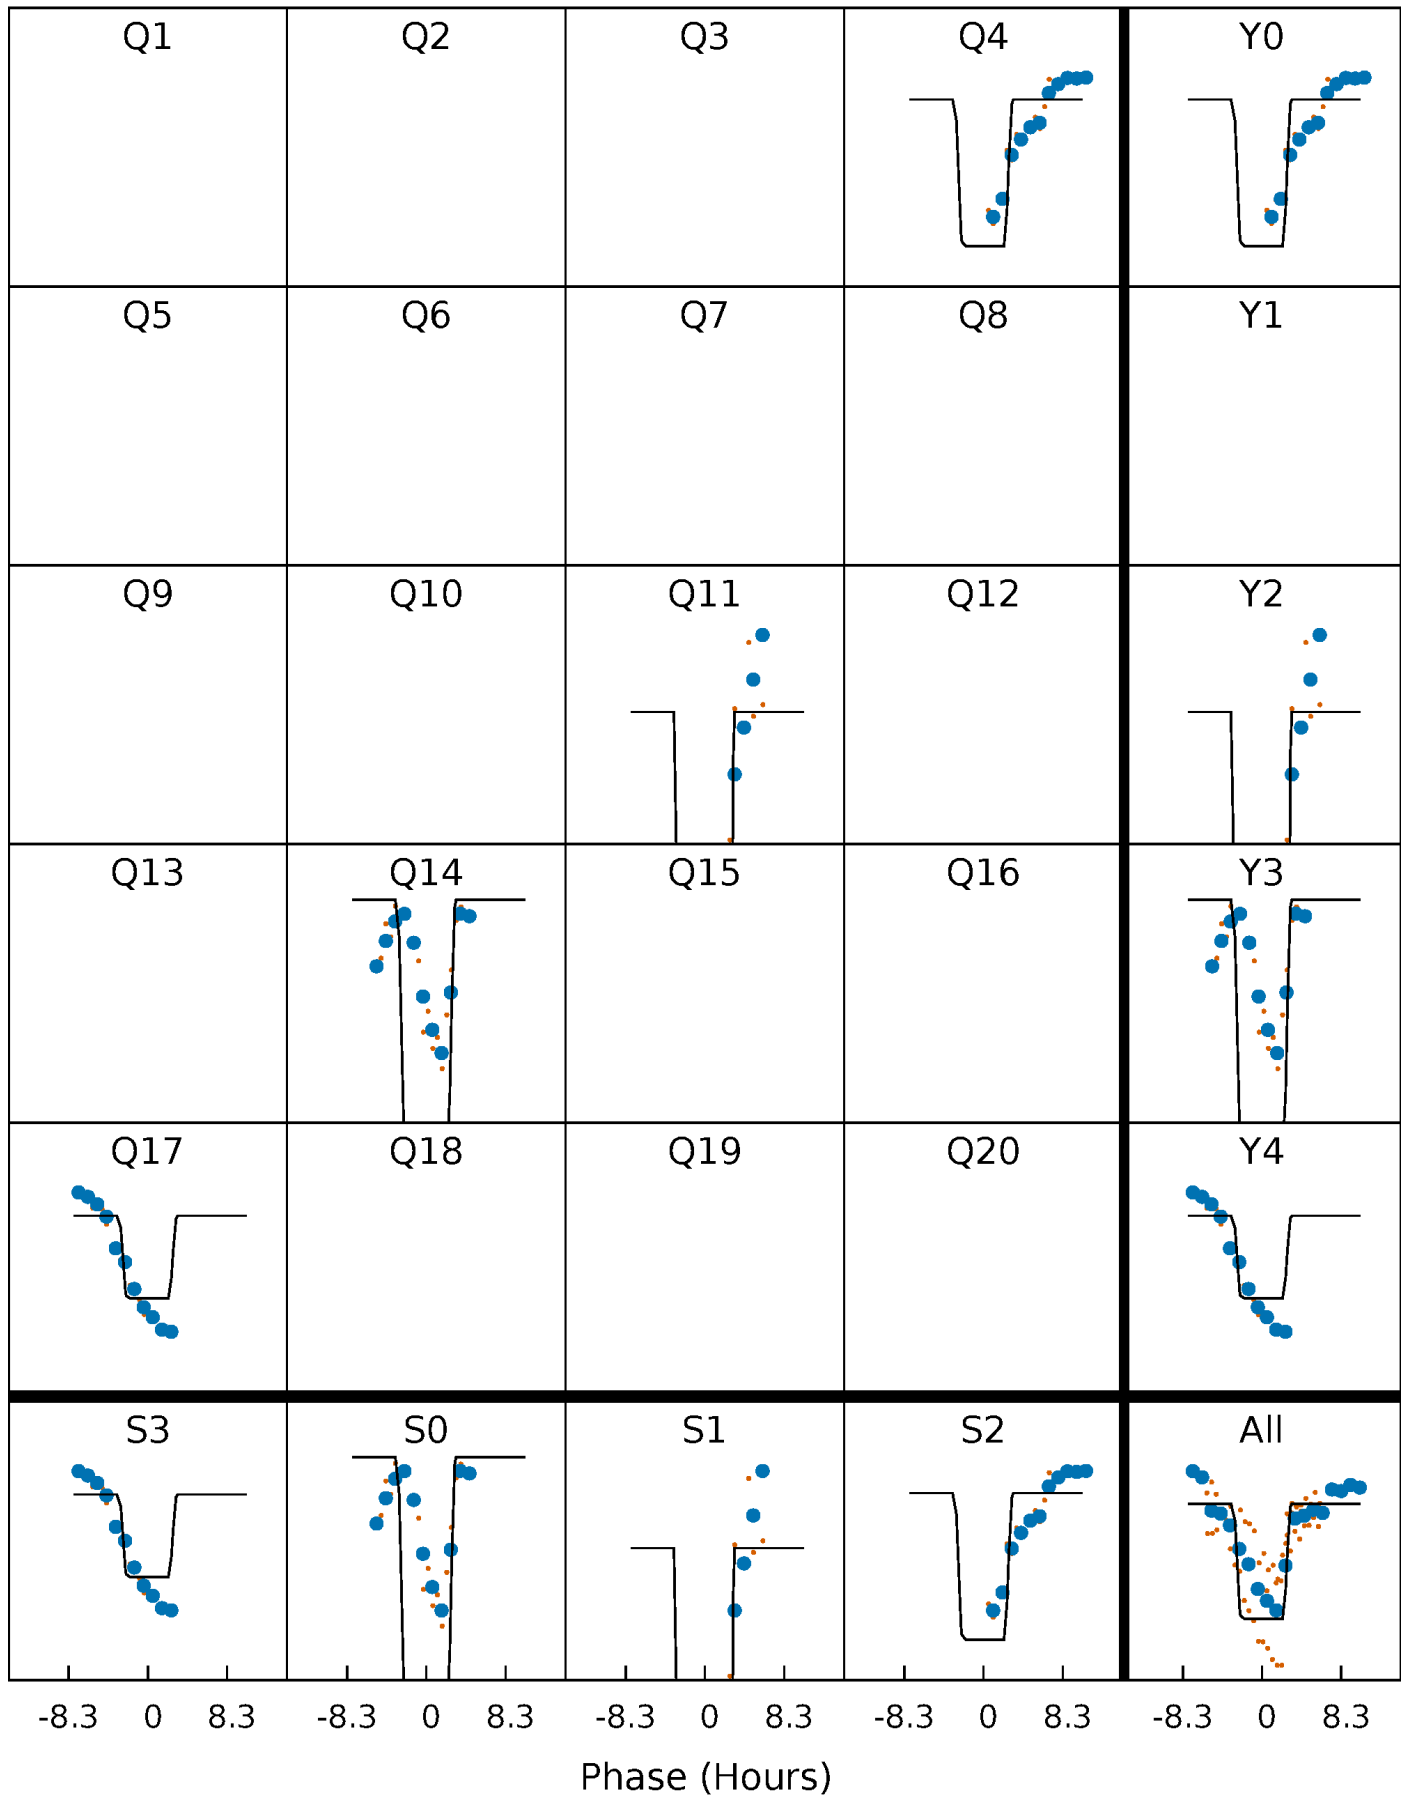 Q1 Q2 Q3 Q4 Y0
Q5 Q6 Q7 Q8 Y1
Q9 Q10 Q11 Q12 Y2
Q13 Q14 Q15 Q16 Y3
Q17 Q18 Q19 Q20 Y4
S3 S0 S1 S2 All
-8.3 0 8.3 -8.3 0 8.3 -8.3 0 8.3 -8.3 0 8.3 -8.3 0 8.3
Phase (Hours)